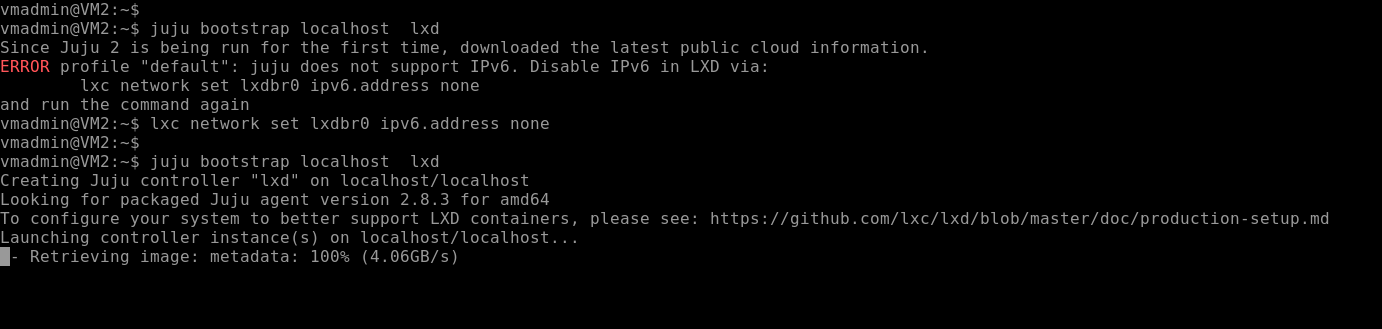 vmadmin@VM2:~$
vmadmin@VM2:~$ juju bootstrap localhost  lxd
Since Juju 2 is being run for the first time, downloaded the latest public cloud information.
ERROR profile "default": juju does not support IPv6. Disable IPv6 in LXD via:
        lxc network set lxdbr0 ipv6.address none
and run the command again
vmadmin@VM2:~$ lxc network set lxdbr0 ipv6.address none
vmadmin@VM2:~$
vmadmin@VM2:~$ juju bootstrap localhost  lxd
Creating Juju controller "lxd" on localhost/localhost
Looking for packaged Juju agent version 2.8.3 for amd64
To configure your system to better support LXD containers, please see: https://github.com/lxc/lxd/blob/master/doc/production-setup.md
Launching controller instance(s) on localhost/localhost...
 - Retrieving image: metadata: 100% (4.06GB/s)